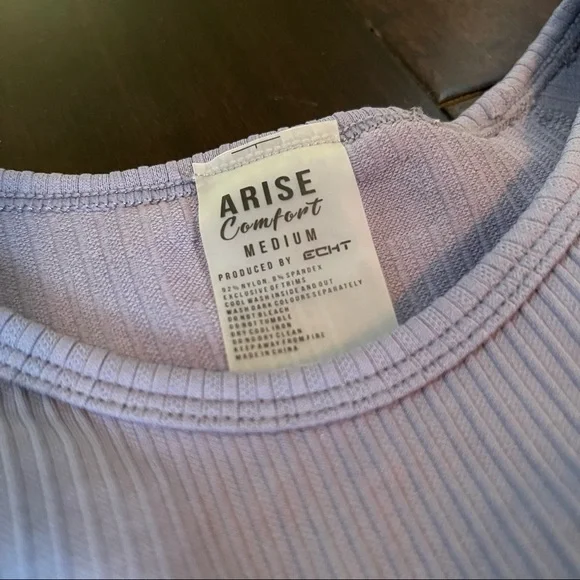 ARISE
Comfort
MEDIUM
PRODUCED BY ECHT
92% NYLON, 8% SPANDEX
EXCLUSIVE OF TRIMS
COOL WASH INSIDE AND OUT
WASH DARK COLOURS SEPARATELY
DO NOT BLEACH
DO NOT TUMBLE
DRY COOL IRON
DO NOT DRY CLEAN
KEEP AWAY FROM FIRE
MADE IN CHINA